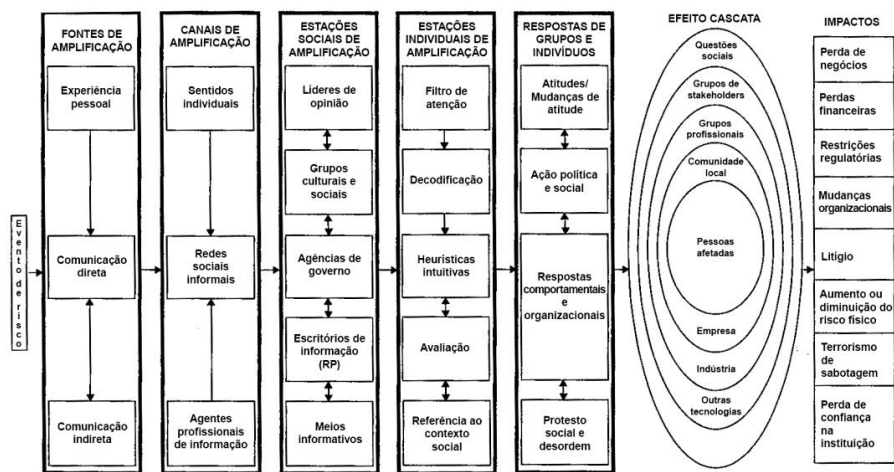 Evento de risco
FONTES DE
AMPLIFICAÇÃO
Experiência
pessoal
Comunicação
direta
Comunicação
indireta
CANAIS DE
AMPLIFICAÇÃO
Sentidos
individuais
Redes
sociais
informais
Agentes
profissionais
de informação
ESTAÇÕES
SOCIAIS DE
AMPLIFICAÇÃO
Lideres de
opinião
Grupos
culturais e
sociais
Agências de
governo
Escritórios de
informação
(RP)
Meios
informativos
ESTAÇÕES
INDIVIDUAIS DE
AMPLIFICAÇÃO
Filtro de
atenção
Decodificação
Heurísticas
intuitivas
Avaliação
Referência ao
contexto
social
RESPOSTAS DE
GRUPOS E
INDIVÍDUOS
Atitudes/
Mudanças de
atitude
Ação política
e social
Respostas
comportamentais e
organizacionais
Protesto
social e
desordem
EFEITO CASCATA
Questões
sociais
Grupos de
stakeholders
Grupos
profissionais
Comunidade
local
Pessoas
afetadas
Empresa
Indústria
Outras
tecnologias
IMPACTOS
Perda de
negócios
Perdas
financeiras
Restrições
regulatórias
Mudanças
organizacionais
Litígio
Aumento ou
diminuição do
risco físico
Terrorismo
de
sabotagem
Perda de
confiança
na
instituição